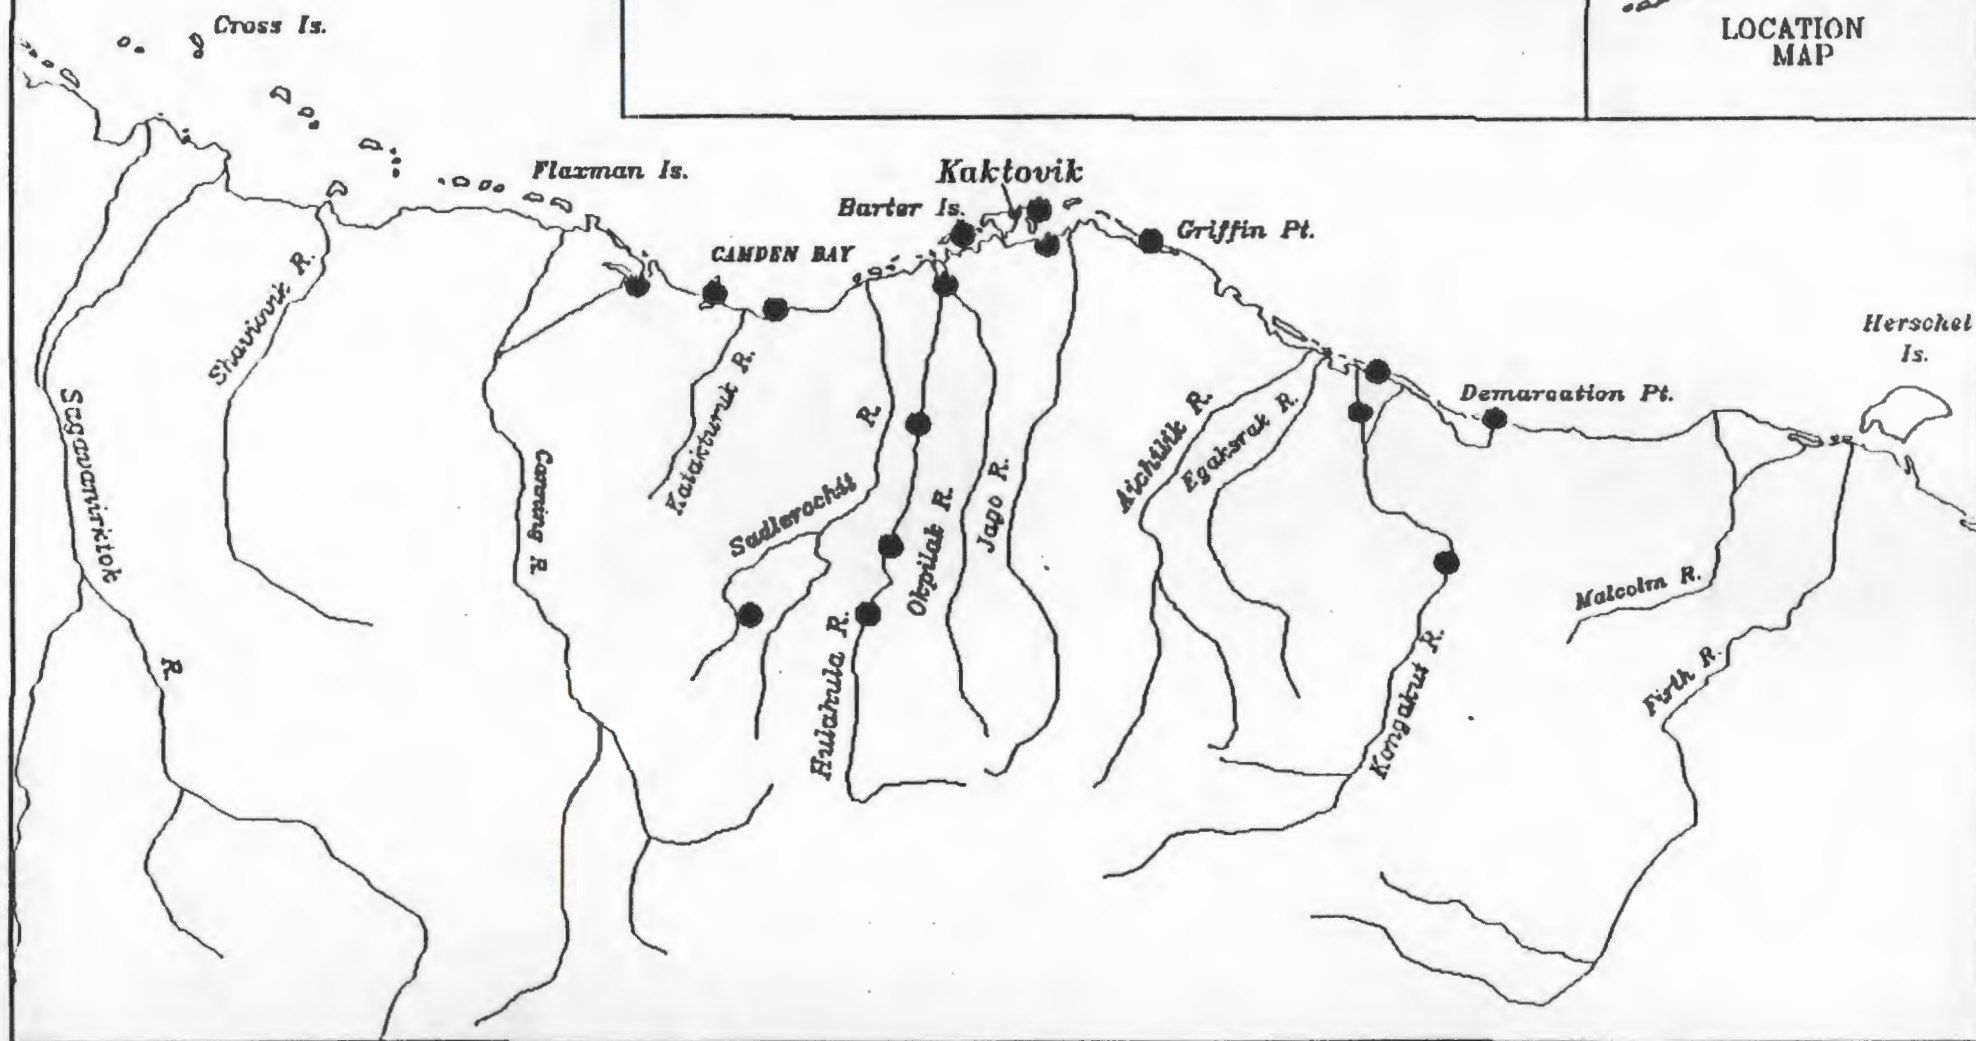 Cross Is.
LOCATION
MAP
Flaxman Is.
Kaktovik
Barter Is.
Griffin Pt.
CAMDEN BAY
Shaviovik R.
Herschel
Is.
Demarcation Pt.
Katakturuk R.
Sadlerochit R.
Okpilak R.
Jago R.
Aichilik R.
Egaksrak R.
Canning R.
Sagavanirktok R.
Hulahula R.
Kongakut R.
Malcolm R.
Firth R.